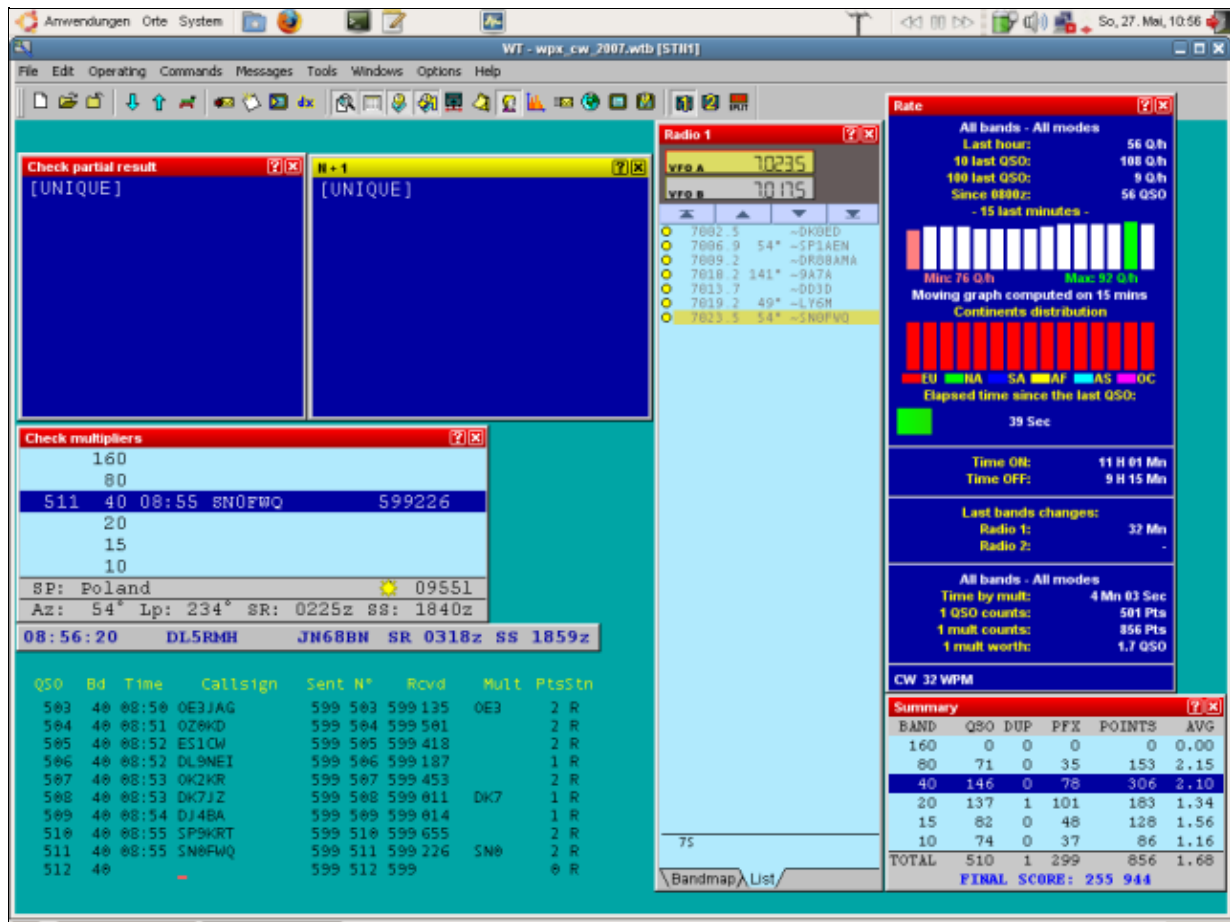 Anwendungen Orte System
So, 27. Mai, 10:56
WT - wpx_cw_2007.wtb [STN1]
File Edit Operating Commands Messages Tools Windows Options Help
Check partial result
[UNIQUE]
N + 1
[UNIQUE]
Check multipliers
160
80
511 40 08:55 SN0FWQ 599226
20
15
10
SP: Poland 09551
Az: 54° Lp: 234° SR: 0225z SS: 1840z
08:56:20 DL5RMH JN68BN SR 0318z SS 1859z
QSO Bd Time Callsign Sent N° Rcvd Mult PtsStn
503 40 08:50 OE3JAG 599 503 599 135 OE3 2 R
504 40 08:51 OZ0KD 599 504 599 501 2 R
505 40 08:52 ES1CW 599 505 599 418 2 R
506 40 08:52 DL9NEI 599 506 599 187 1 R
507 40 08:53 OK2KR 599 507 599 453 2 R
508 40 08:53 DK7JZ 599 508 599 011 DK7 1 R
509 40 08:54 DJ4BA 599 509 599 014 1 R
510 40 08:55 SP9KRT 599 510 599 655 2 R
511 40 08:55 SN0FWQ 599 511 599 226 SN0 2 R
512 40 _ 599 512 599 0 R
Radio 1
VFO A 7023.5
VFO B 7017.5
7002.5 ~DK0ED
7006.9 54° ~SP1AEN
7009.2 ~DR88AMA
7018.2 141° ~9A7A
7013.7 ~DD3D
7019.2 49° ~LY6M
7023.5 54° ~SN0FWQ
7S
Bandmap List
Rate
All bands - All modes
Last hour: 56 Q/h
10 last QSO: 108 Q/h
100 last QSO: 9 Q/h
Since 0800z: 56 QSO
- 15 last minutes -
Min: 76 Q/h Max: 92 Q/h
Moving graph computed on 15 mins
Continents distribution
EU NA SA AF AS OC
Elapsed time since the last QSO:
39 Sec
Time ON: 11 H 01 Mn
Time OFF: 9 H 15 Mn
Last bands changes:
Radio 1: 32 Mn
Radio 2: -
All bands - All modes
Time by mult: 4 Mn 03 Sec
1 QSO counts: 501 Pts
1 mult counts: 856 Pts
1 mult worth: 1.7 QSO
CW 32 WPM
Summary
BAND QSO DUP PFX POINTS AVG
160 0 0 0 0 0.00
80 71 0 35 153 2.15
40 146 0 78 306 2.10
20 137 1 101 183 1.34
15 82 0 48 128 1.56
10 74 0 37 86 1.16
TOTAL 510 1 299 856 1.68
FINAL SCORE: 255 944